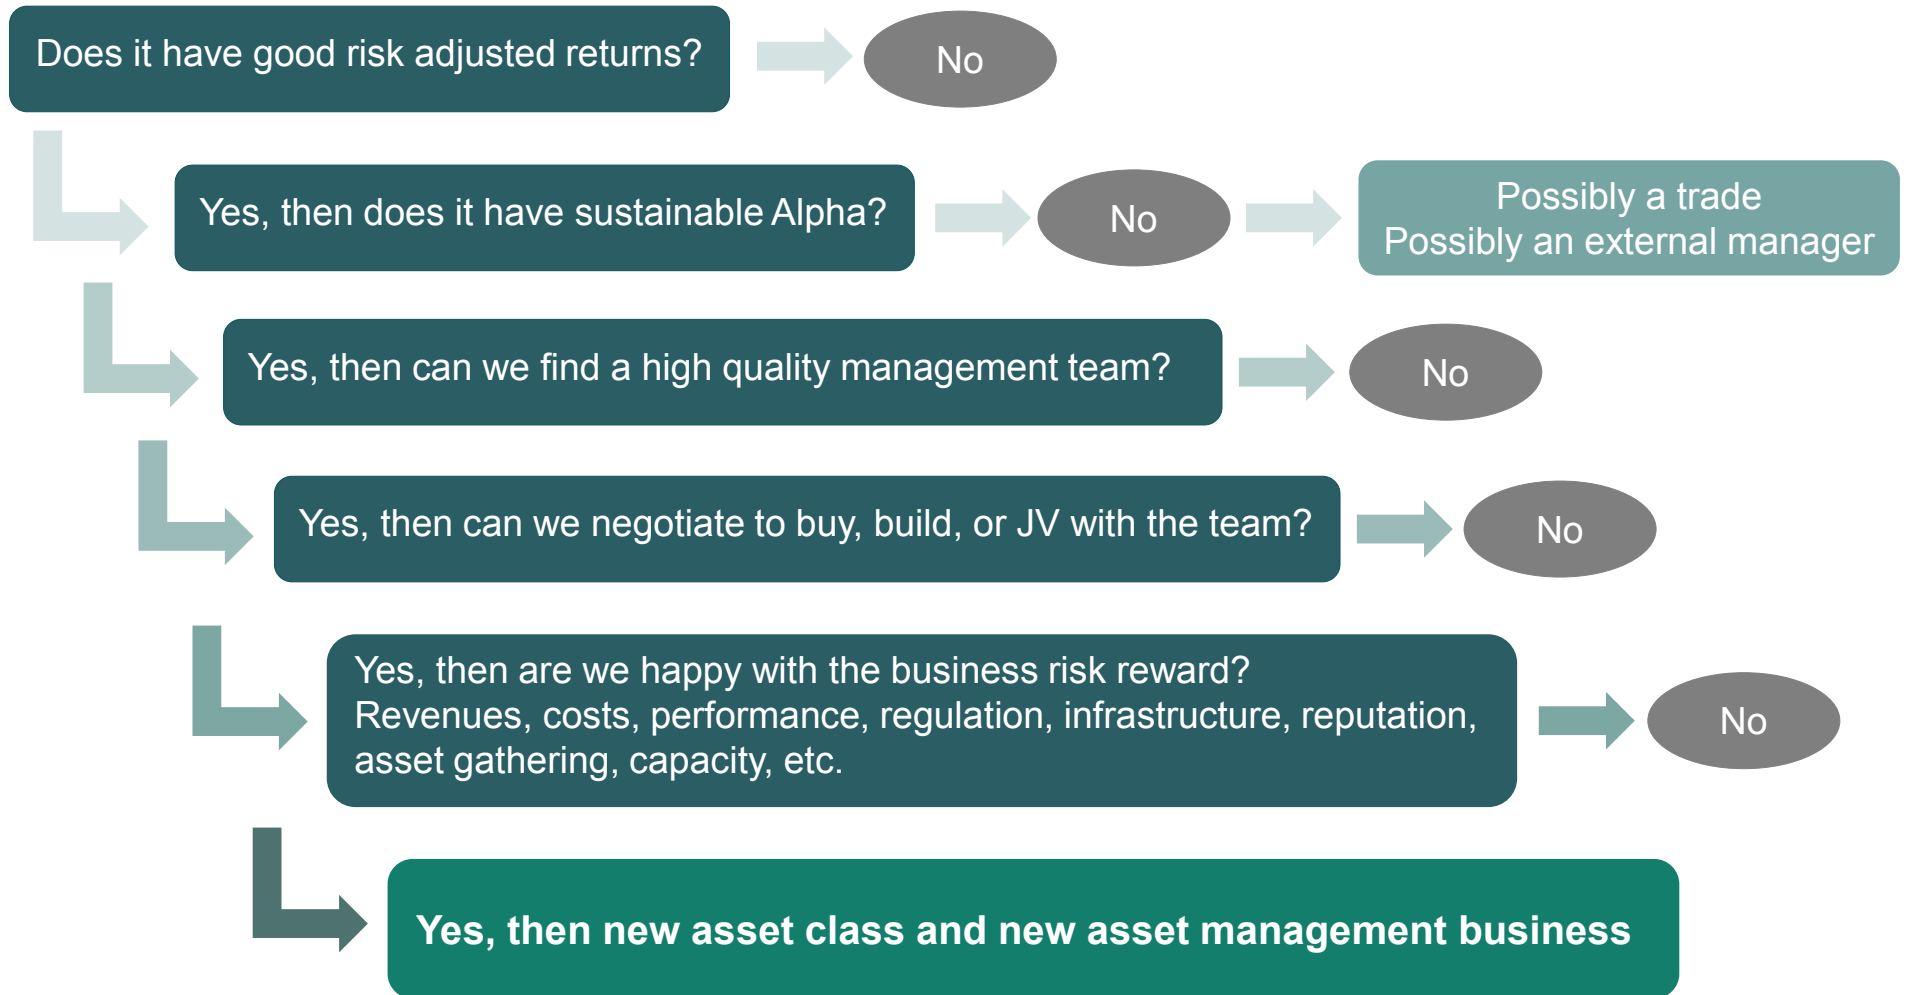 Does it have good risk adjusted returns?
No
Yes, then does it have sustainable Alpha?
No
Possibly a trade
Possibly an external manager
Yes, then can we find a high quality management team?
No
Yes, then can we negotiate to buy, build, or JV with the team?
No
Yes, then are we happy with the business risk reward?
Revenues, costs, performance, regulation, infrastructure, reputation,
asset gathering, capacity, etc.
No
Yes, then new asset class and new asset management business